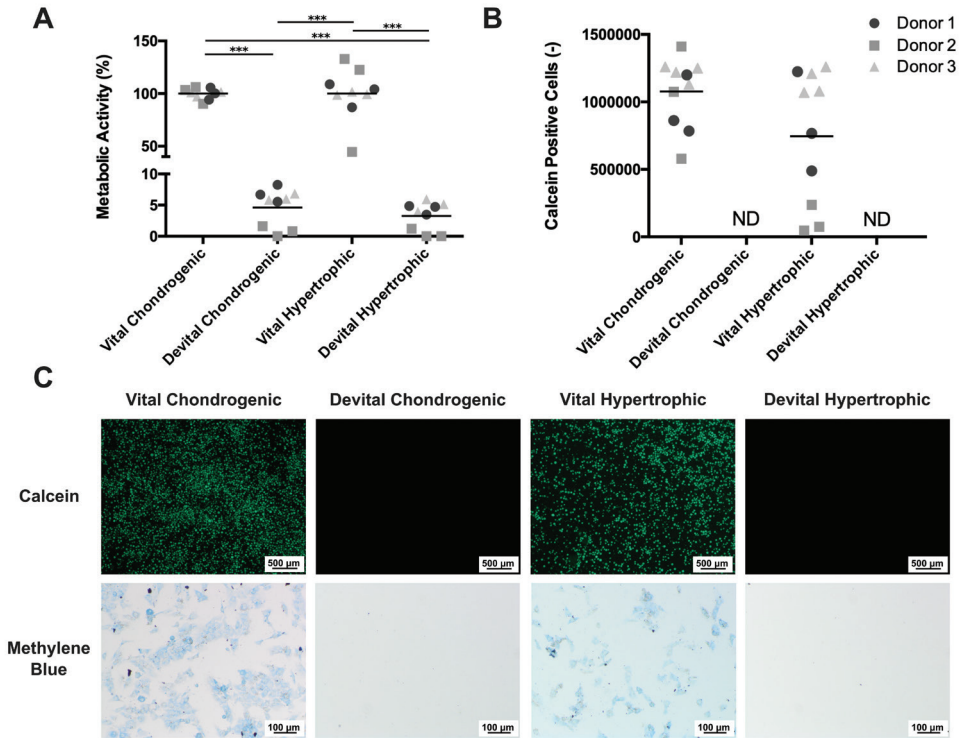 A
***
***
***
***
Metabolic Activity (%)
150
100
50
10
5
0
Vital Chondrogenic
Devital Chondrogenic
Vital Hypertrophic
Devital Hypertrophic
B
Donor 1
Donor 2
Donor 3
Calcein Positive Cells (-)
1500000
1000000
500000
0
ND
ND
Vital Chondrogenic
Devital Chondrogenic
Vital Hypertrophic
Devital Hypertrophic
C
Vital Chondrogenic
Devital Chondrogenic
Vital Hypertrophic
Devital Hypertrophic
Calcein
500 µm
500 µm
500 µm
500 µm
Methylene
Blue
100 µm
100 µm
100 µm
100 µm